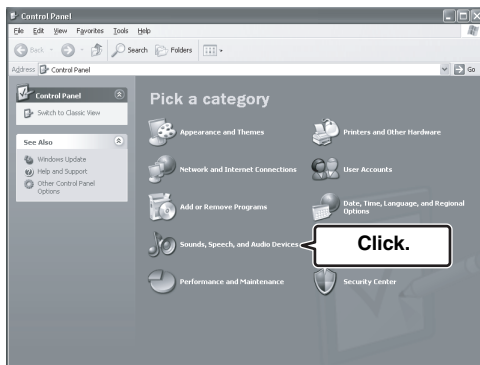 Control Panel
File Edit View Favorites Tools Help
Back Search Folders
Address Control Panel Go
Control Panel
Switch to Classic View
See Also
Windows Update
Help and Support
Other Control Panel
Options
Pick a category
Appearance and Themes
Printers and Other Hardware
Network and Internet Connections
User Accounts
Add or Remove Programs
Date, Time, Language, and Regional
Options
Sounds, Speech, and Audio Devices
Click.
Performance and Maintenance
Security Center